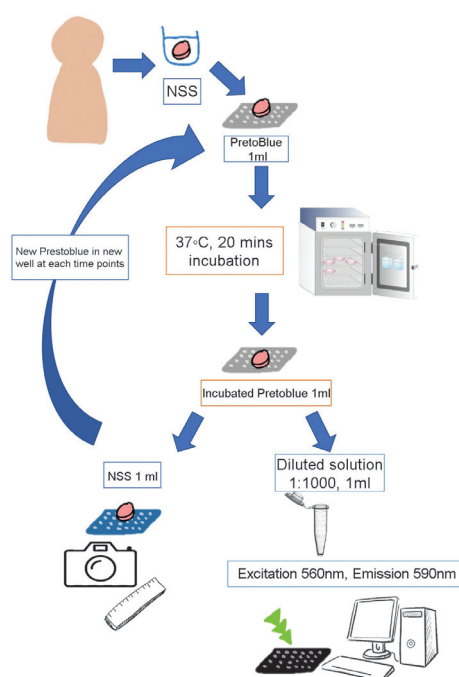 NSS
PretoBlue
1ml
New Prestoblue in new
well at each time points
37◦C, 20 mins
incubation
Incubated Pretoblue 1ml
NSS 1 ml
Diluted solution
1:1000, 1ml
Excitation 560nm, Emission 590nm